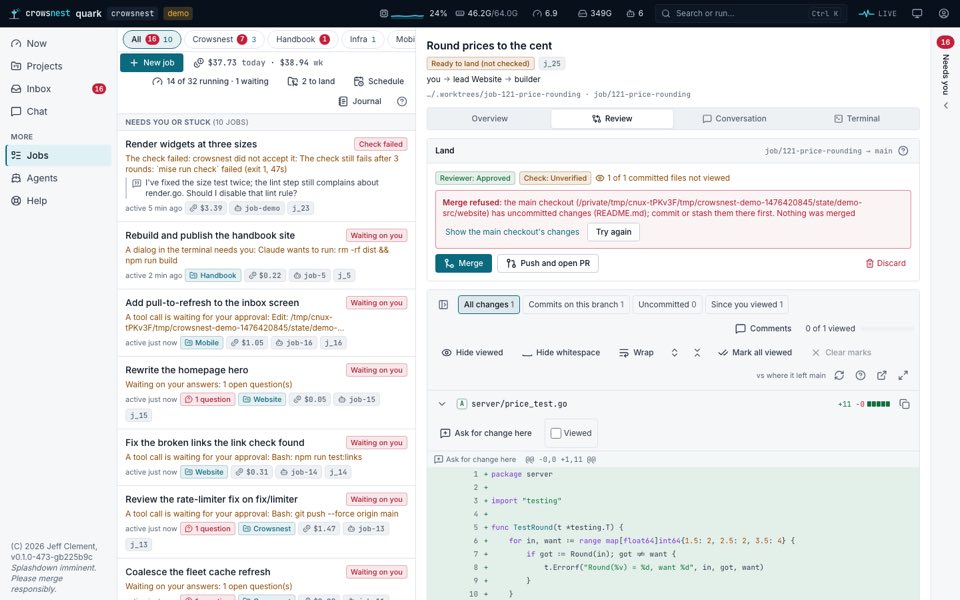 crowsnest quark crowsnest demo 24% 46.2G/64.0G 6.9 349G 6 Search or run... Ctrl K LIVE
Now
Projects
Inbox 16
Chat
MORE
Jobs
Agents
Help
(C) 2026 Jeff Clement,
v0.1.0-473-gb225b9c
Splashdown imminent.
Please merge
responsibly.
All 16 10 Crowsnest 7 3 Handbook 1 Infra 1 Mobi
New job $37.73 today · $38.94 wk
14 of 32 running · 1 waiting 2 to land Schedule
Journal
NEEDS YOU OR STUCK (10 JOBS)
Render widgets at three sizes Check failed
The check failed: crowsnest did not accept it: The check still fails after 3
rounds: `mise run check` failed (exit 1, 47s)
I've fixed the size test twice; the lint step still complains about
render.go. Should I disable that lint rule?
active 5 min ago $3.39 job-demo j_23
Rebuild and publish the handbook site Waiting on you
A dialog in the terminal needs you: Claude wants to run: rm -rf dist &&
npm run build
active 2 min ago Handbook $0.22 job-5 j_5
Add pull-to-refresh to the inbox screen Waiting on you
A tool call is waiting for your approval: Edit: /tmp/cnux-
tPKv3F/tmp/crowsnest-demo-1476420845/state/demo-...
active just now Mobile $1.05 job-16 j_16
Rewrite the homepage hero Waiting on you
Waiting on your answers: 1 open question(s)
active just now 1 question Website $0.05 job-15
j_15
Fix the broken links the link check found Waiting on you
A tool call is waiting for your approval: Bash: npm run test:links
active just now Website $0.31 job-14 j_14
Review the rate-limiter fix on fix/limiter Waiting on you
A tool call is waiting for your approval: Bash: git push --force origin main
active just now 1 question Crowsnest $1.47 job-13
j_13
Coalesce the fleet cache refresh Waiting on you
Waiting on your answers: 1 open question(s)
Round prices to the cent
Ready to land (not checked) j_25
you → lead Website → builder
…/.worktrees/job-121-price-rounding · job/121-price-rounding
Overview Review Conversation Terminal
Land job/121-price-rounding → main
Reviewer: Approved Check: Unverified 1 of 1 committed files not viewed
Merge refused: the main checkout (/private/tmp/cnux-tPKv3F/tmp/crowsnest-demo-1476420845/state/demo-
src/website) has uncommitted changes (README.md); commit or stash them there first. Nothing was merged
Show the main checkout's changes Try again
Merge Push and open PR Discard
All changes 1 Commits on this branch 1 Uncommitted 0 Since you viewed 1
Comments 0 of 1 viewed
Hide viewed Hide whitespace Wrap Mark all viewed Clear marks
vs where it left main
A server/price_test.go +11 -0
Ask for change here Viewed
Ask for change here @@ -0,0 +1,11 @@
1 + package server
2 +
3 + import "testing"
4 +
5 + func TestRound(t *testing.T) {
6 + for in, want := range map[float64]int64{1.5: 2, 2.5: 2, 3.5: 4} {
7 + if got := Round(in); got != want {
8 + t.Errorf("Round(%v) = %d, want %d", in, got, want)
9 + }
10 + }
16
Needs you